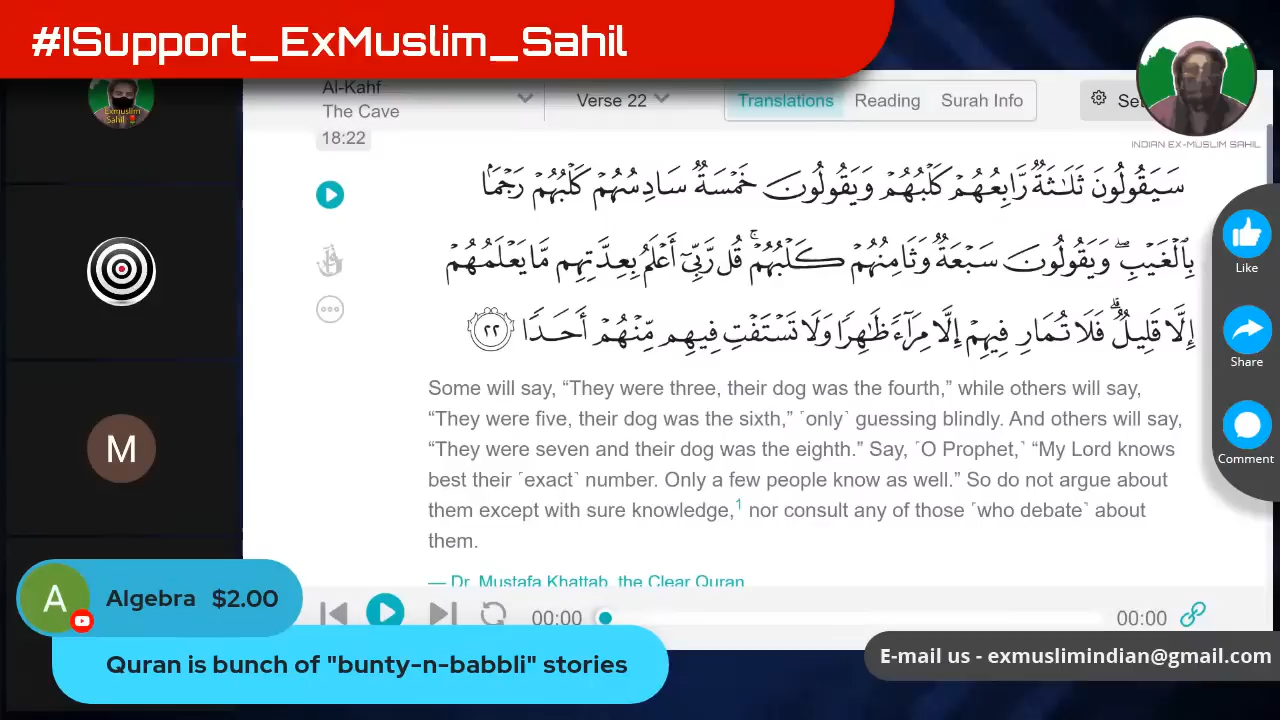 #ISupport_ExMuslim_Sahil
Exmuslim
Sahil
INDIAN EX-MUSLIM SAHIL
Al-Kahf
The Cave
Verse 22
Translations
Reading
Surah Info
18:22
سَيَقُولُونَ ثَلَـٰثَةٌ رَّابِعُهُمْ كَلْبُهُمْ وَيَقُولُونَ خَمْسَةٌ سَادِسُهُمْ كَلْبُهُمْ رَجْمًۢا
بِٱلْغَيْبِ ۖ وَيَقُولُونَ سَبْعَةٌ وَثَامِنُهُمْ كَلْبُهُمْ ۚ قُل رَّبِّىٓ أَعْلَمُ بِعِدَّتِهِم مَّا يَعْلَمُهُمْ
إِلَّا قَلِيلٌ ۗ فَلَا تُمَارِ فِيهِمْ إِلَّا مِرَآءً ظَـٰهِرًا وَلَا تَسْتَفْتِ فِيهِم مِّنْهُمْ أَحَدًا ٢٢
Some will say, “They were three, their dog was the fourth,” while others will say,
“They were five, their dog was the sixth,” ˹only˺ guessing blindly. And others will say,
“They were seven and their dog was the eighth.” Say, ˹O Prophet,˺ “My Lord knows
best their ˹exact˺ number. Only a few people know as well.” So do not argue about
them except with sure knowledge,1 nor consult any of those ˹who debate˺ about
them.
— Dr. Mustafa Khattab, the Clear Quran
Like
Share
Comment
M
A
Algebra $2.00
Quran is bunch of "bunty-n-babbli" stories
00:00
00:00
E-mail us - exmuslimindian@gmail.com